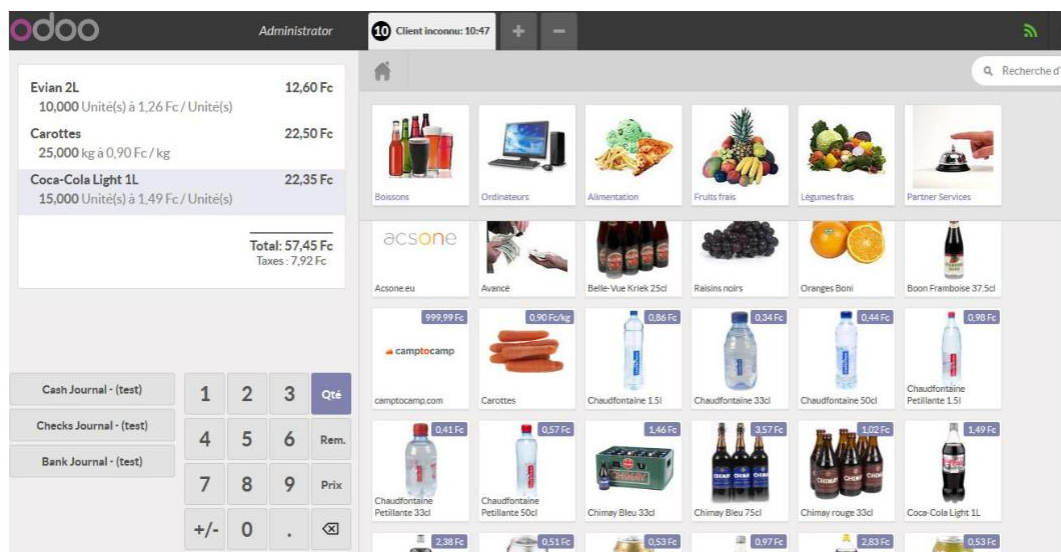 odoo
Administrator
10 Client inconnu: 10:47
+
−
Recherche d'
Evian 2L 12,60 Fc
10,000 Unité(s) à 1,26 Fc / Unité(s)
Carottes 22,50 Fc
25,000 kg à 0,90 Fc / kg
Coca-Cola Light 1L 22,35 Fc
15,000 Unité(s) à 1,49 Fc / Unité(s)
Total: 57,45 Fc
Taxes : 7,92 Fc
Cash Journal - (test)
Checks Journal - (test)
Bank Journal - (test)
1 2 3 Qté
4 5 6 Rem.
7 8 9 Prix
+/- 0 .
Boissons
Ordinateurs
Alimentation
Fruits frais
Légumes frais
Partner Services
acsone
Acsone.eu
Avance
Belle-Vue Kriek 25cl
Raisins noirs
Oranges Boni
Boon Framboise 37.5cl
999,99 Fc
0,90 Fc/kg
0,86 Fc
0,34 Fc
0,44 Fc
0,98 Fc
camptocamp
camptocamp.com
Carottes
Chaudfontaine 1.5l
Chaudfontaine 33cl
Chaudfontaine 50cl
Chaudfontaine
Petillante 1.5l
0,41 Fc
0,57 Fc
1,46 Fc
3,57 Fc
1,02 Fc
1,49 Fc
Chaudfontaine
Petillante 33cl
Chaudfontaine
Petillante 50cl
Chimay Bleu 33cl
Chimay Bleu 75cl
Chimay rouge 33cl
Coca-Cola Light 1L
2,38 Fc
0,51 Fc
0,53 Fc
0,97 Fc
2,83 Fc
0,53 Fc